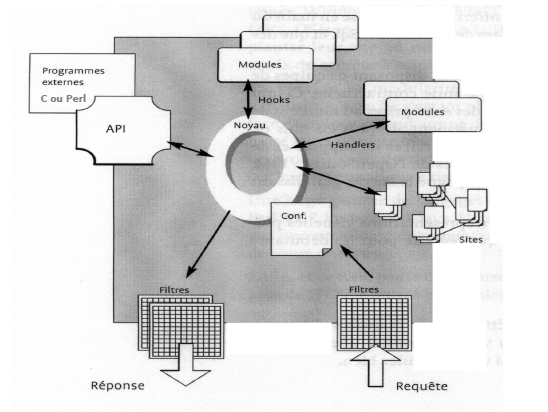 Modules
Programmes
externes
C ou Perl
API
Hooks
Noyau
Modules
Handlers
Conf.
Sites
Filtres
Filtres
Réponse
Requête